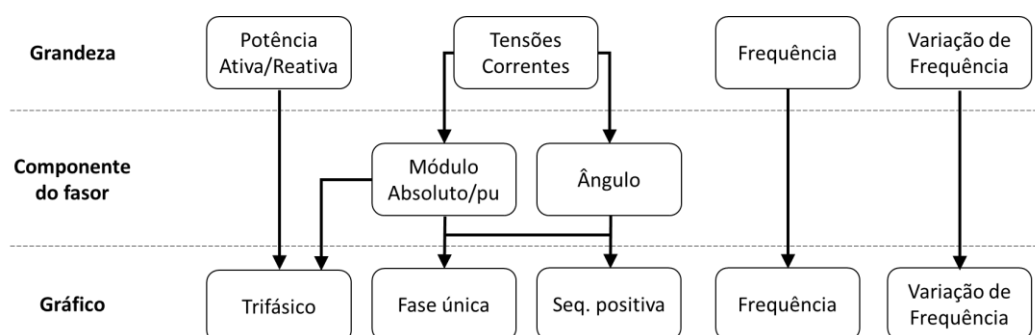 Grandeza
Potência
Ativa/Reativa
Tensões
Correntes
Frequência
Variação de
Frequência
Componente
do fasor
Módulo
Absoluto/pu
Ângulo
Gráfico
Trifásico
Fase única
Seq. positiva
Frequência
Variação de
Frequência